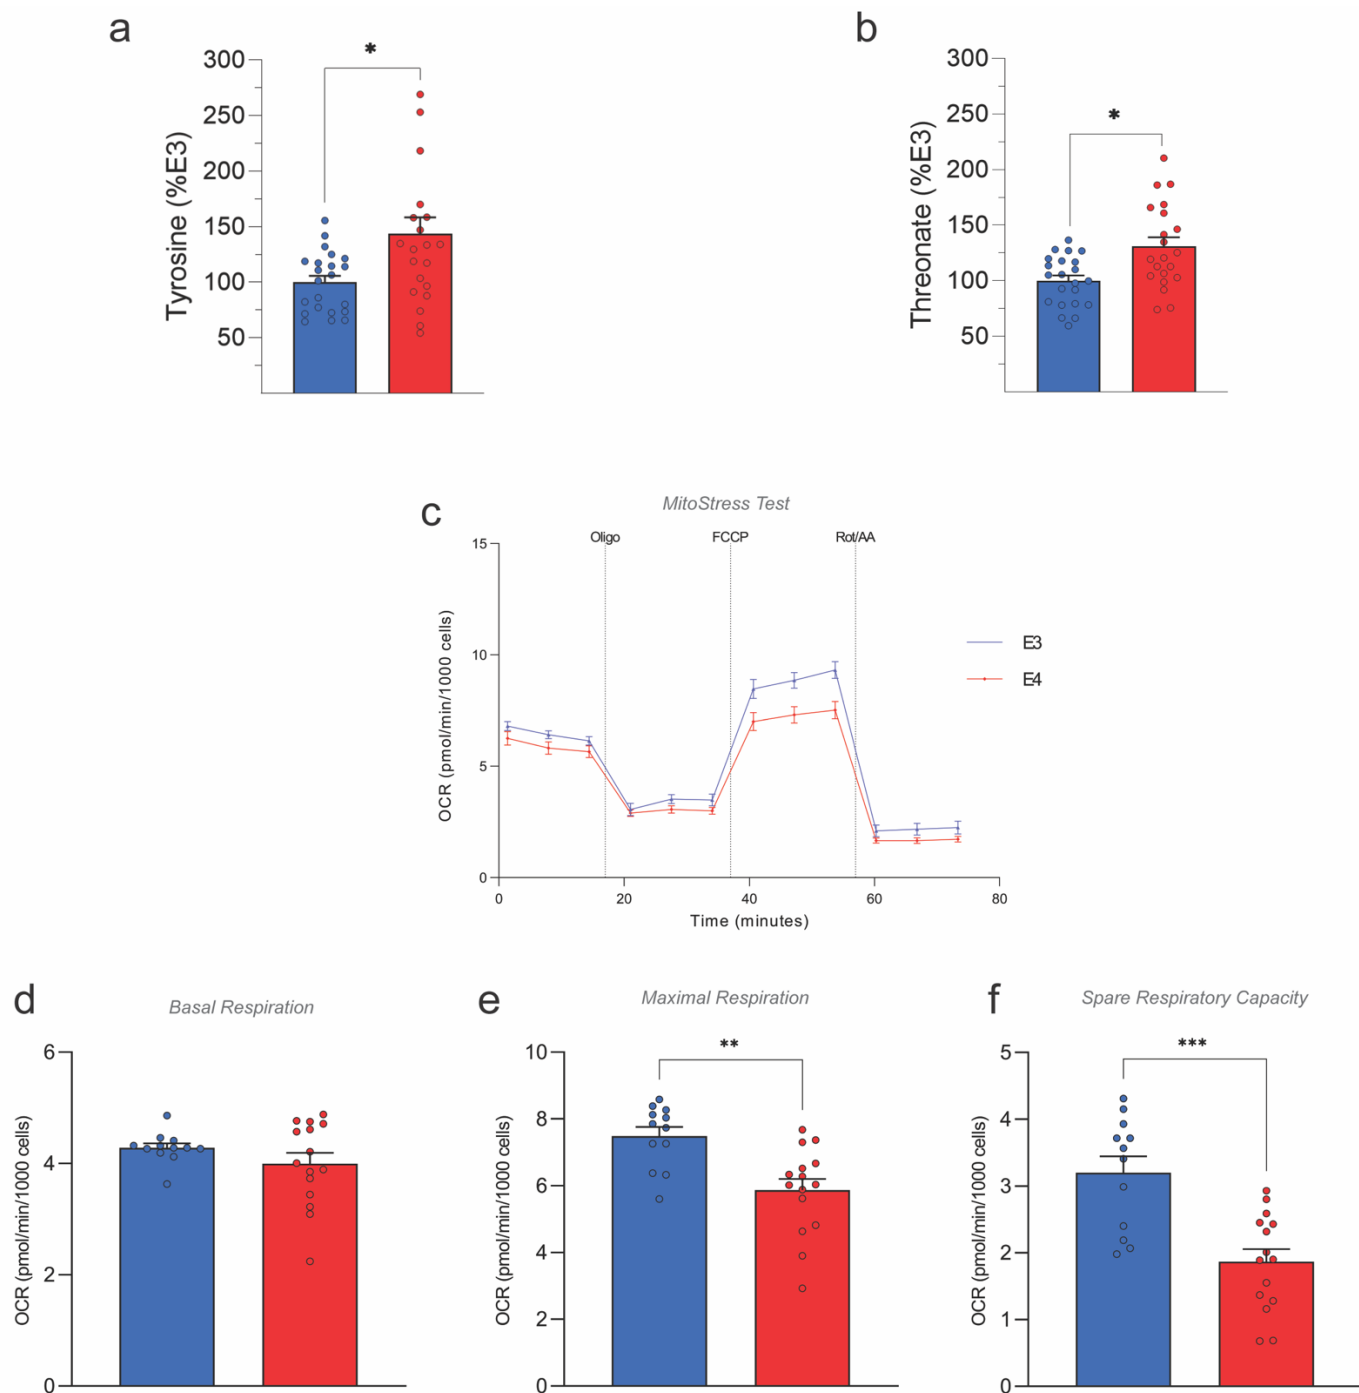 a
*
300
250
200
150
100
50
Tyrosine (%E3)
b
*
300
250
200
150
100
50
Threonate (%E3)
c
MitoStress Test
Oligo
FCCP
Rot/AA
15
10
5
0
OCR (pmol/min/1000 cells)
0
20
40
60
80
Time (minutes)
E3
E4
d
Basal Respiration
6
4
2
0
OCR (pmol/min/1000 cells)
e
Maximal Respiration
**
10
8
6
4
2
0
OCR (pmol/min/1000 cells)
f
Spare Respiratory Capacity
***
5
4
3
2
1
0
OCR (pmol/min/1000 cells)